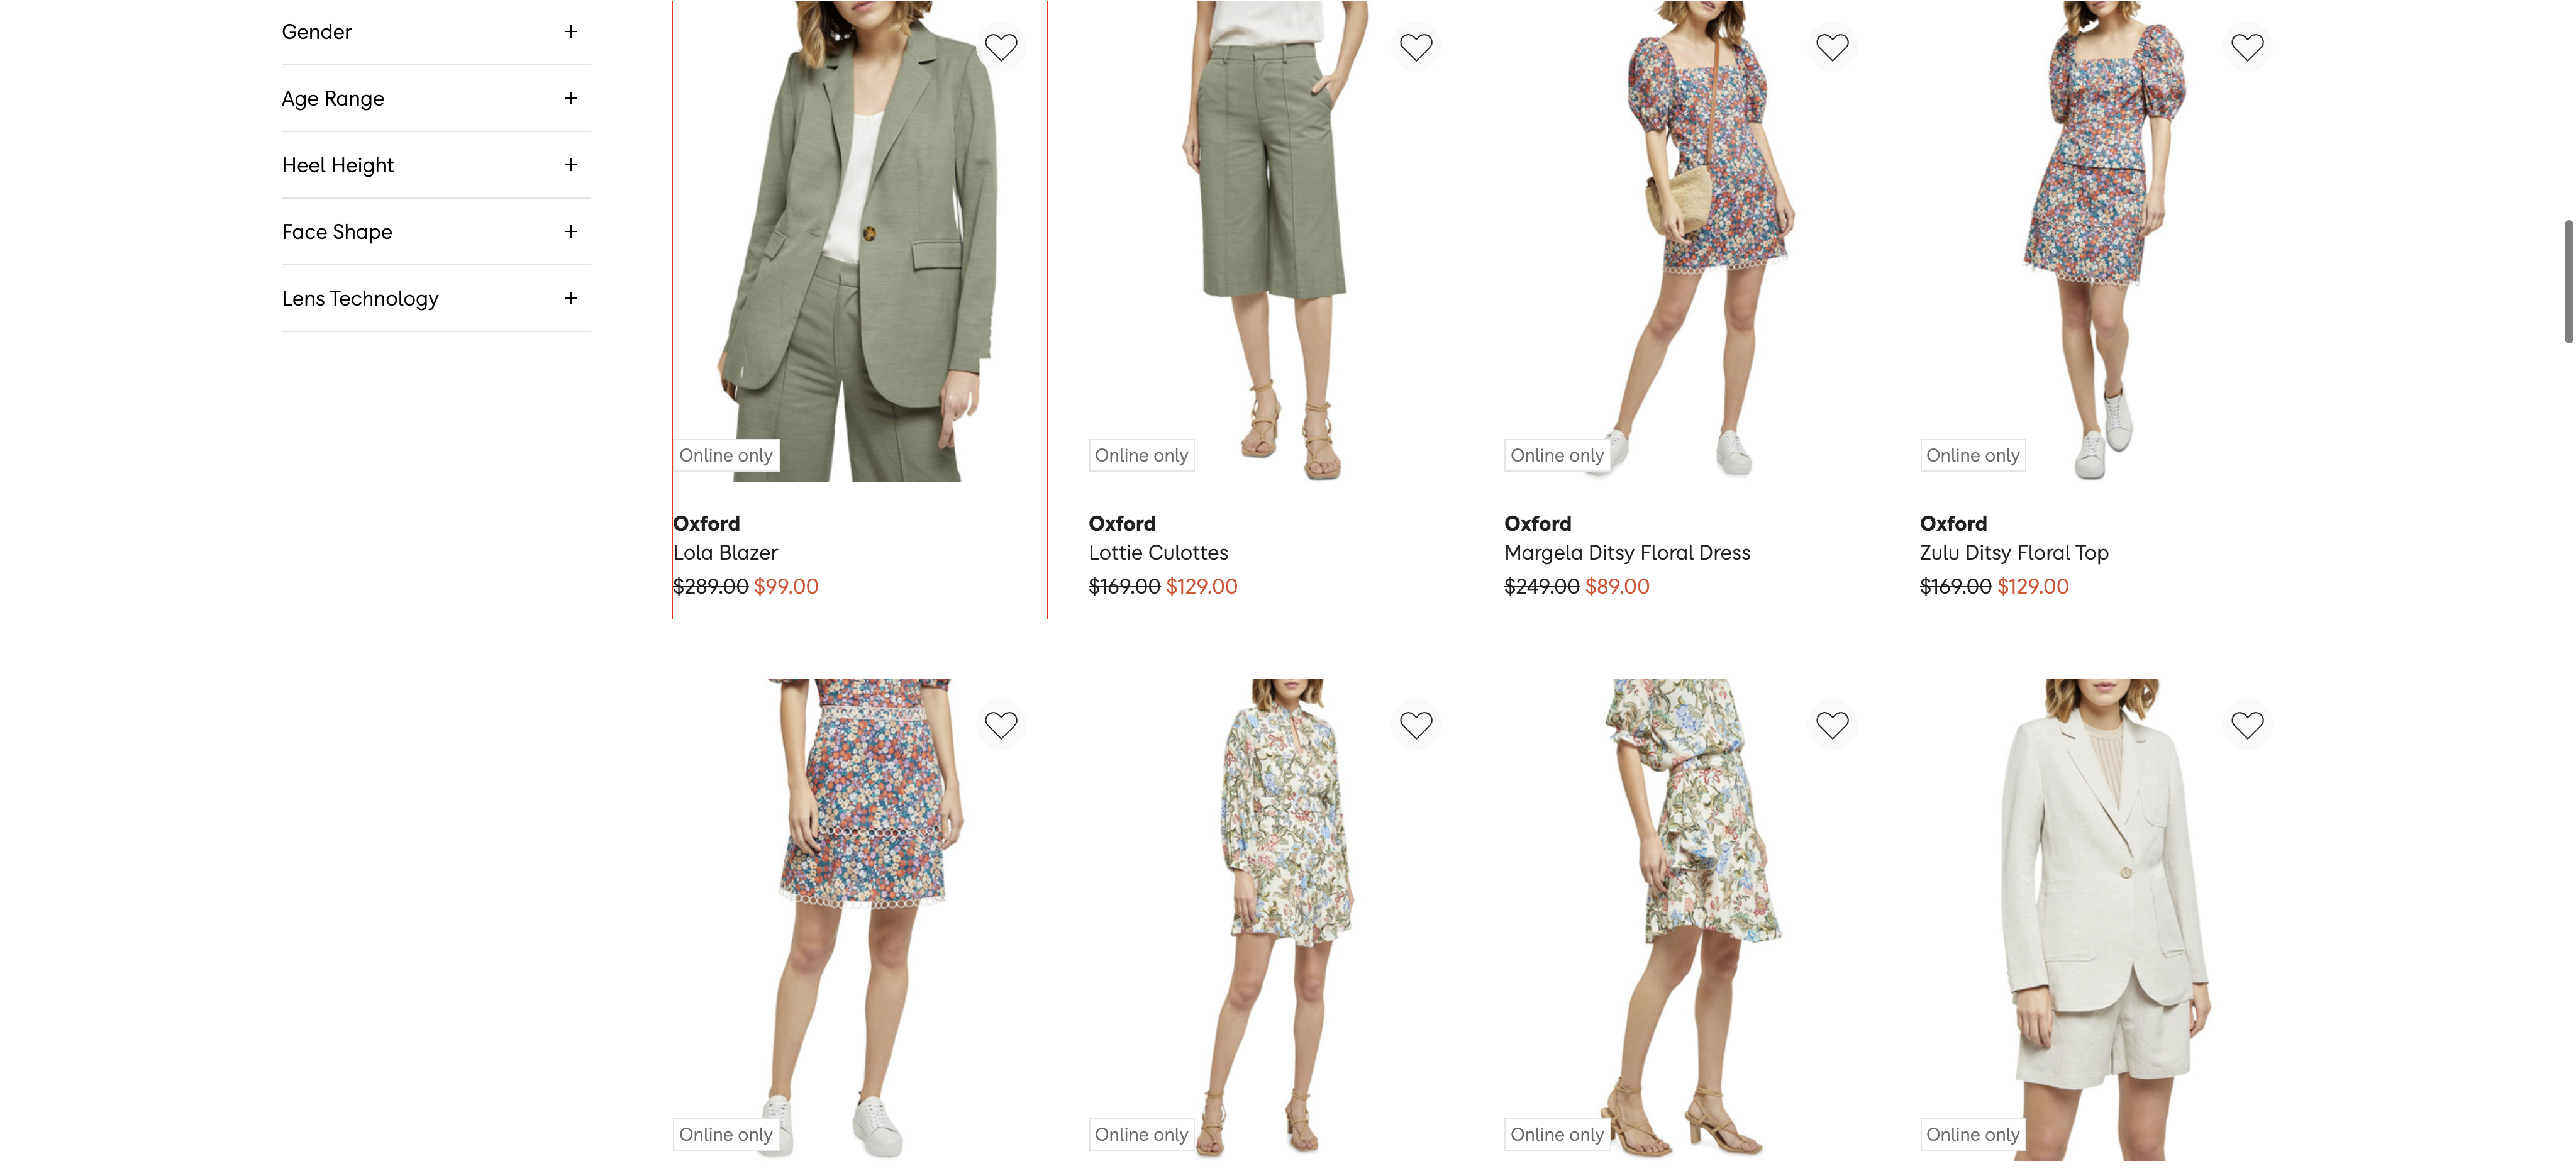 Gender
Age Range
Heel Height
Face Shape
Lens Technology
Online only
Online only
Online only
Online only
Oxford
Lola Blazer
$289.00 $99.00
Oxford
Lottie Culottes
$169.00 $129.00
Oxford
Margela Ditsy Floral Dress
$249.00 $89.00
Oxford
Zulu Ditsy Floral Top
$169.00 $129.00
Online only
Online only
Online only
Online only